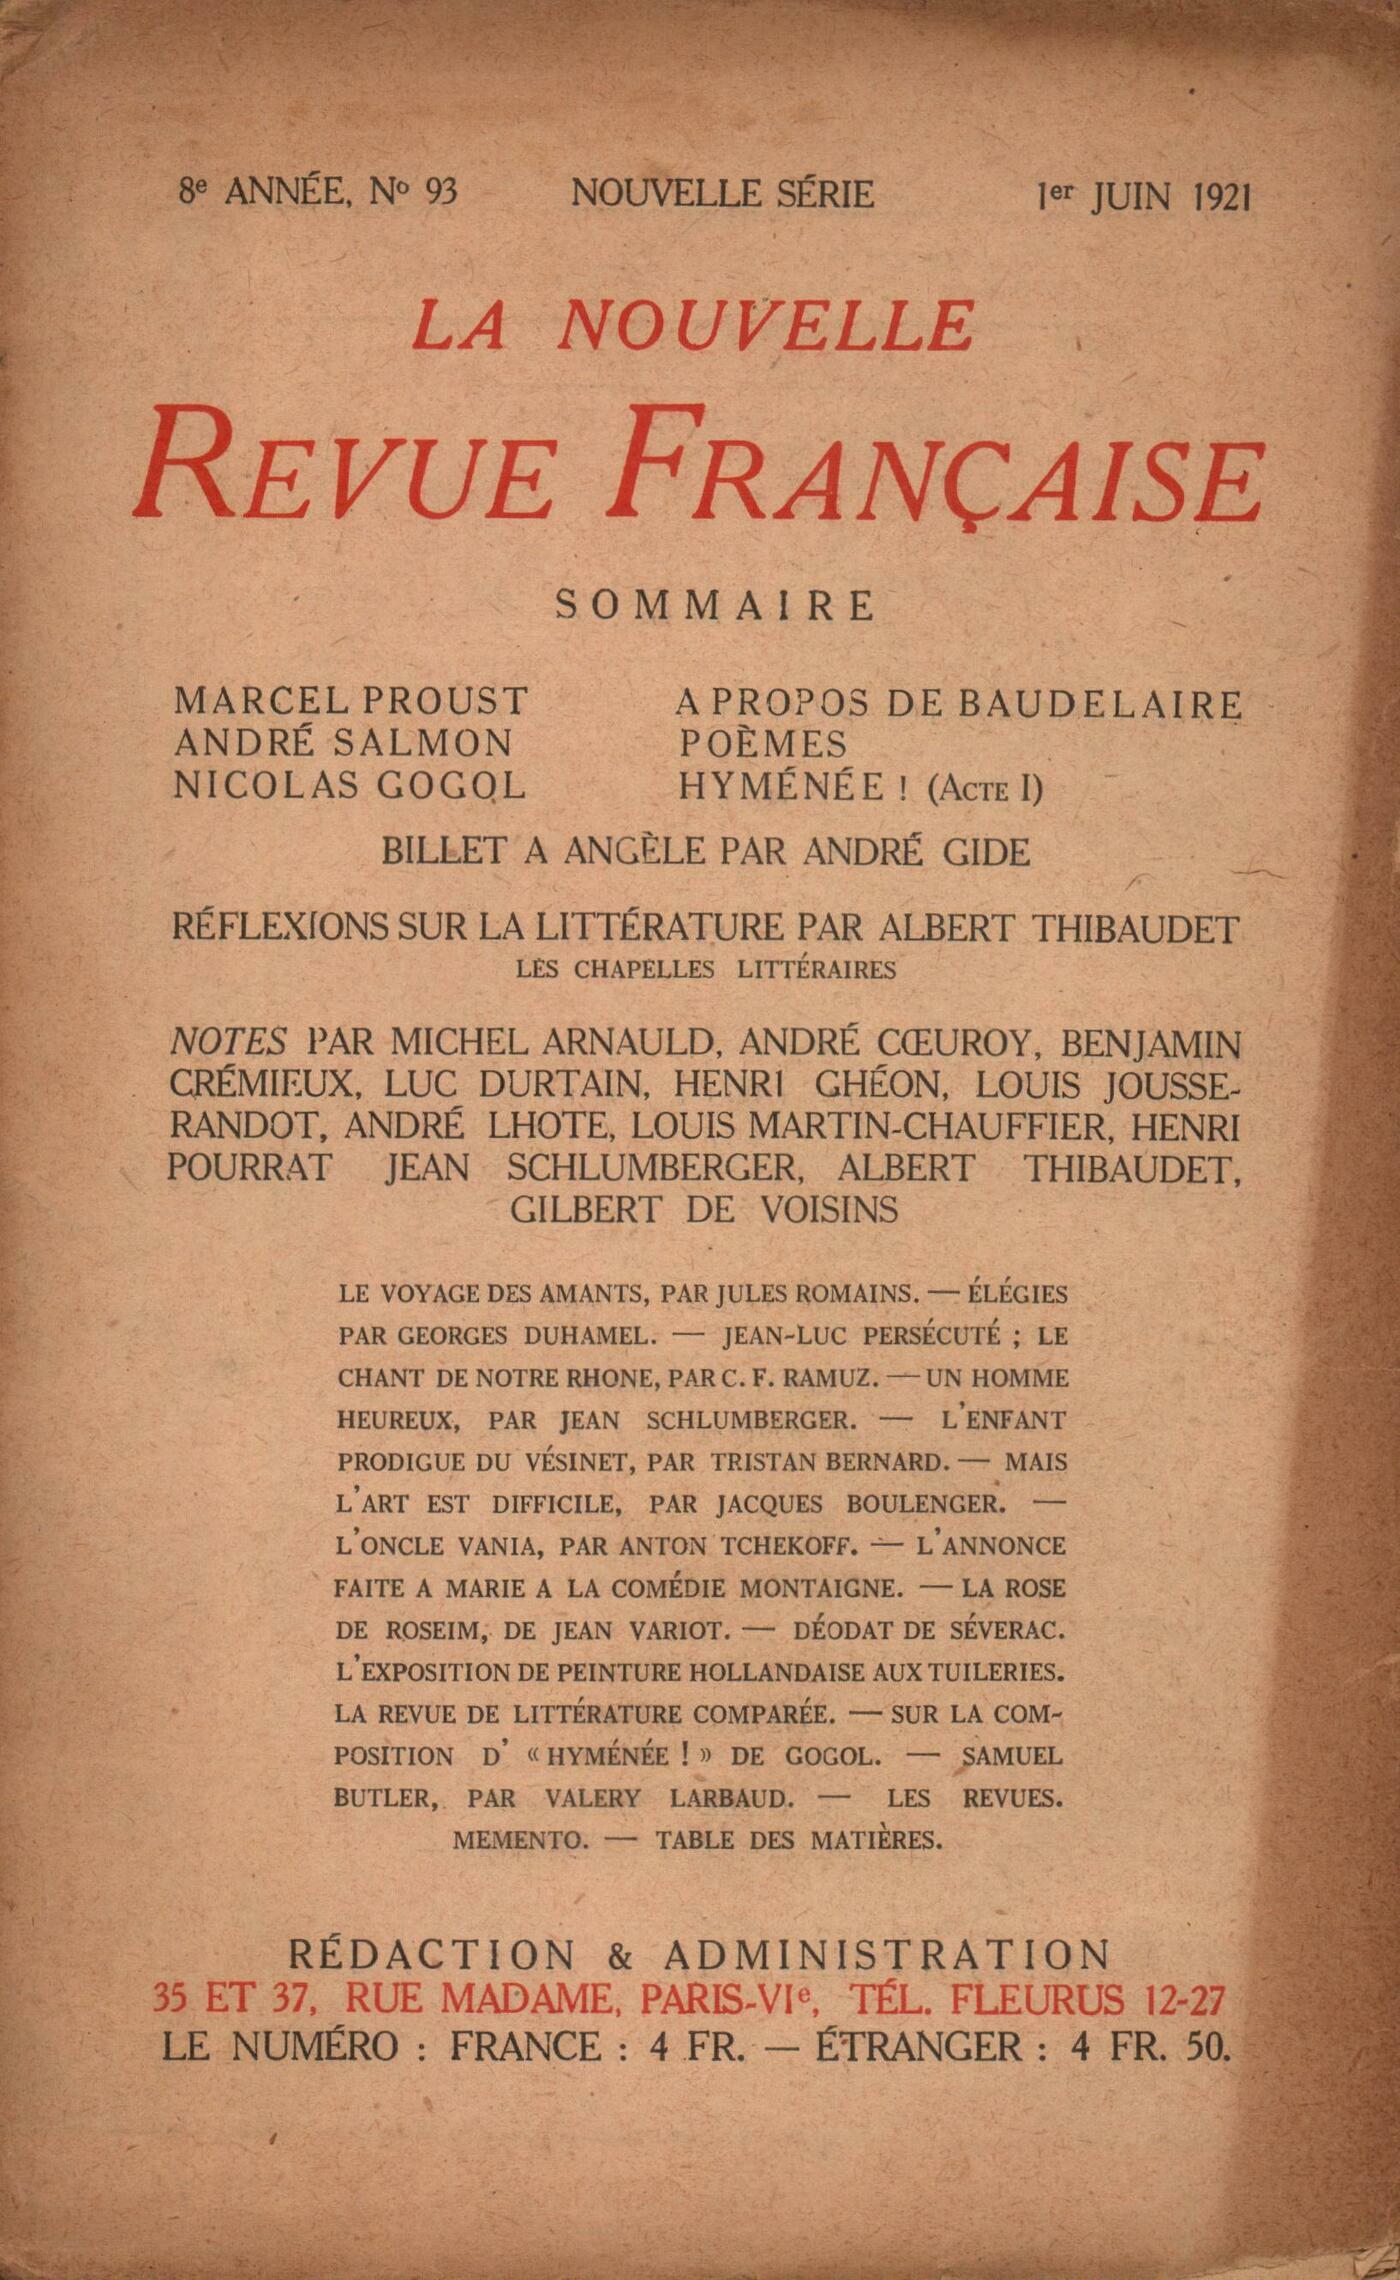 8e ANNÉE, No 93 NOUVELLE SÉRIE 1er JUIN 1921
LA NOUVELLE
REVUE FRANÇAISE
SOMMAIRE
MARCEL PROUST A PROPOS DE BAUDELAIRE
ANDRÉ SALMON POÈMES
NICOLAS GOGOL HYMÉNÉE ! (ACTE I)
BILLET A ANGÈLE PAR ANDRÉ GIDE
RÉFLEXIONS SUR LA LITTÉRATURE PAR ALBERT THIBAUDET
LES CHAPELLES LITTÉRAIRES
NOTES PAR MICHEL ARNAULD, ANDRÉ CŒUROY, BENJAMIN
CRÉMIEUX, LUC DURTAIN, HENRI GHÉON, LOUIS JOUSSE-
RANDOT, ANDRÉ LHOTE, LOUIS MARTIN-CHAUFFIER, HENRI
POURRAT JEAN SCHLUMBERGER, ALBERT THIBAUDET,
GILBERT DE VOISINS
LE VOYAGE DES AMANTS, PAR JULES ROMAINS. — ÉLÉGIES
PAR GEORGES DUHAMEL. — JEAN-LUC PERSÉCUTÉ ; LE
CHANT DE NOTRE RHONE, PAR C. F. RAMUZ. — UN HOMME
HEUREUX, PAR JEAN SCHLUMBERGER. — L'ENFANT
PRODIGUE DU VÉSINET, PAR TRISTAN BERNARD. — MAIS
L'ART EST DIFFICILE, PAR JACQUES BOULENGER. —
L'ONCLE VANIA, PAR ANTON TCHEKOFF. — L'ANNONCE
FAITE A MARIE A LA COMÉDIE MONTAIGNE. — LA ROSE
DE ROSEIM, DE JEAN VARIOT. — DÉODAT DE SÉVERAC.
L'EXPOSITION DE PEINTURE HOLLANDAISE AUX TUILERIES.
LA REVUE DE LITTÉRATURE COMPARÉE. — SUR LA COM-
POSITION D' « HYMÉNÉE ! » DE GOGOL. — SAMUEL
BUTLER, PAR VALERY LARBAUD. — LES REVUES.
MEMENTO. — TABLE DES MATIÈRES.
RÉDACTION & ADMINISTRATION
35 ET 37, RUE MADAME, PARIS-VIe, TÉL. FLEURUS 12-27
LE NUMÉRO : FRANCE : 4 FR. — ÉTRANGER : 4 FR. 50.